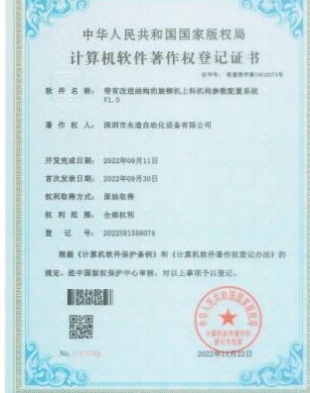 中华人民共和国国家版权局
计算机软件著作权登记证书
软件名称： 带有改进结构的旋铆机上料机构参数配置系统
V1.0
著作权人： 深圳市永逸自动化设备有限公司
开发完成日期： 2022年09月11日
首次发表日期： 2022年09月30日
权利取得方式： 原始取得
权利范围： 全部权利
登记号： 2022SR1586074
根据《计算机软件保护条例》和《计算机软件著作权登记办法》的
规定，经中国版权保护中心审核，对以上事项予以登记。
No.
2022年11月22日